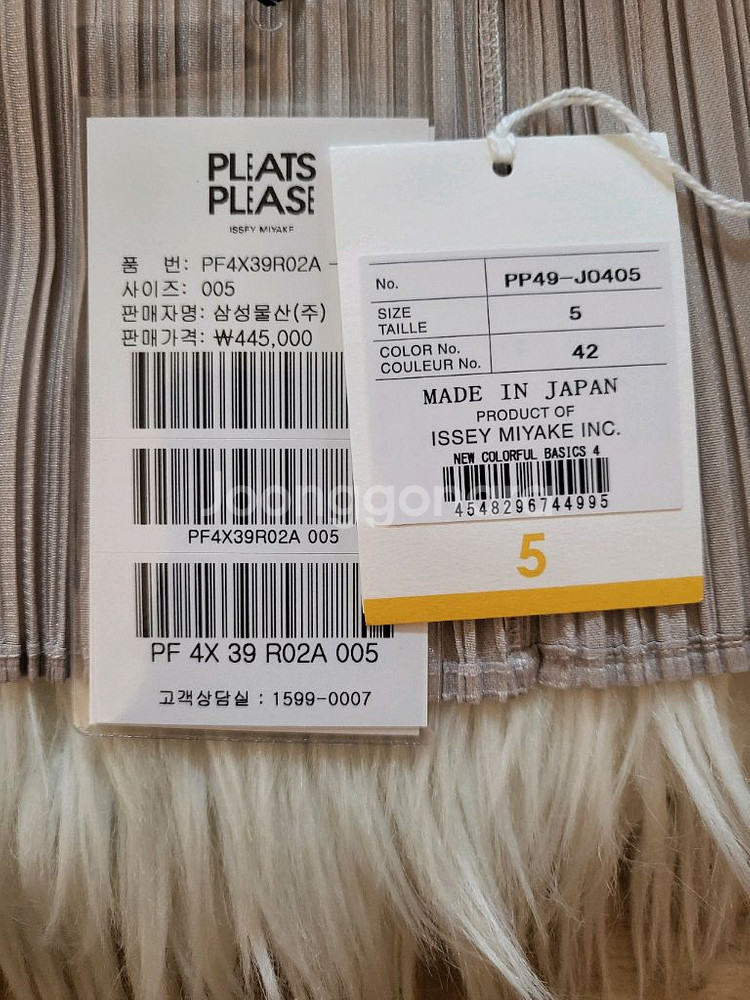 PLEATS
PLEASE
ISSEY MIYAKE
품 번: PF4X39R02A -
사이즈: 005
판매자명: 삼성물산(주)
판매가격: ₩445,000
PF4X39R02A 005
PF 4X 39 R02A 005
고객상담실 : 1599-0007
No. PP49-J0405
SIZE
TAILLE 5
COLOR No.
COULEUR No. 42
MADE IN JAPAN
PRODUCT OF
ISSEY MIYAKE INC.
NEW COLORFUL BASICS 4
4548296744995
5